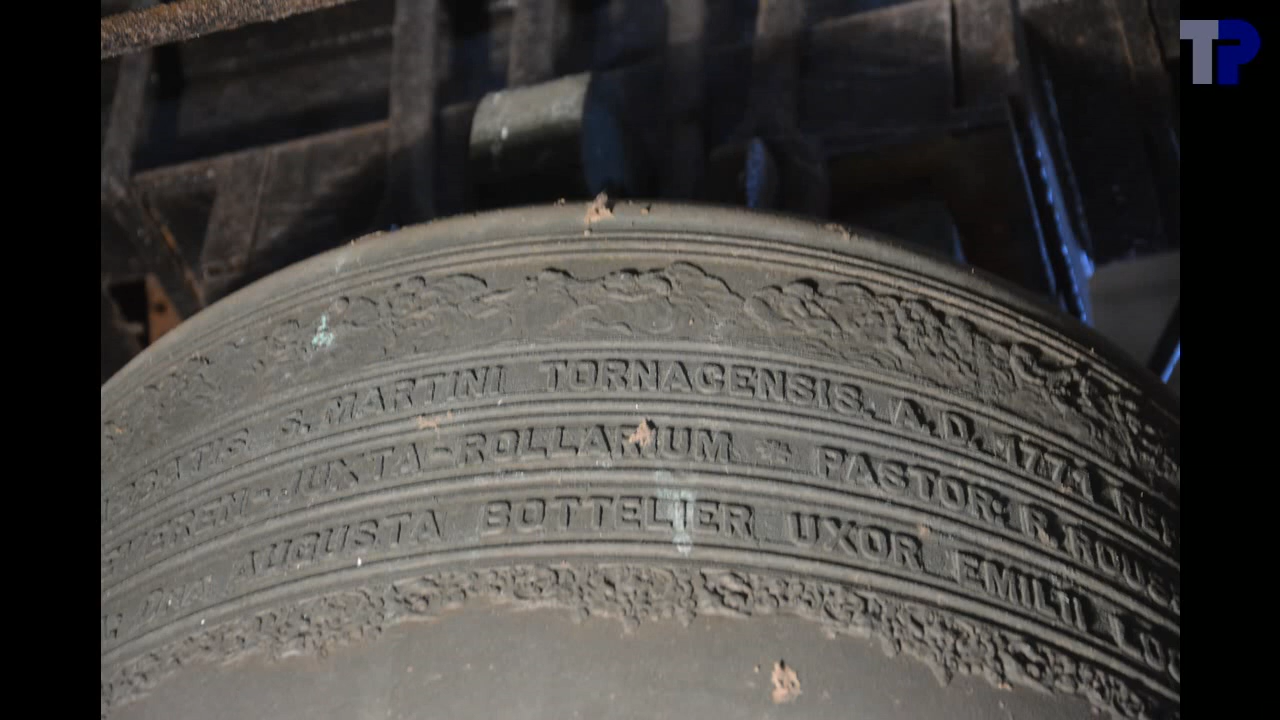 TP
S. MARTINI TORNACENSIS. A.D. 1771
JUXTA-ROLLARIUM PASTOR: R.
AUGUSTA BOTTELIER UXOR EMILII